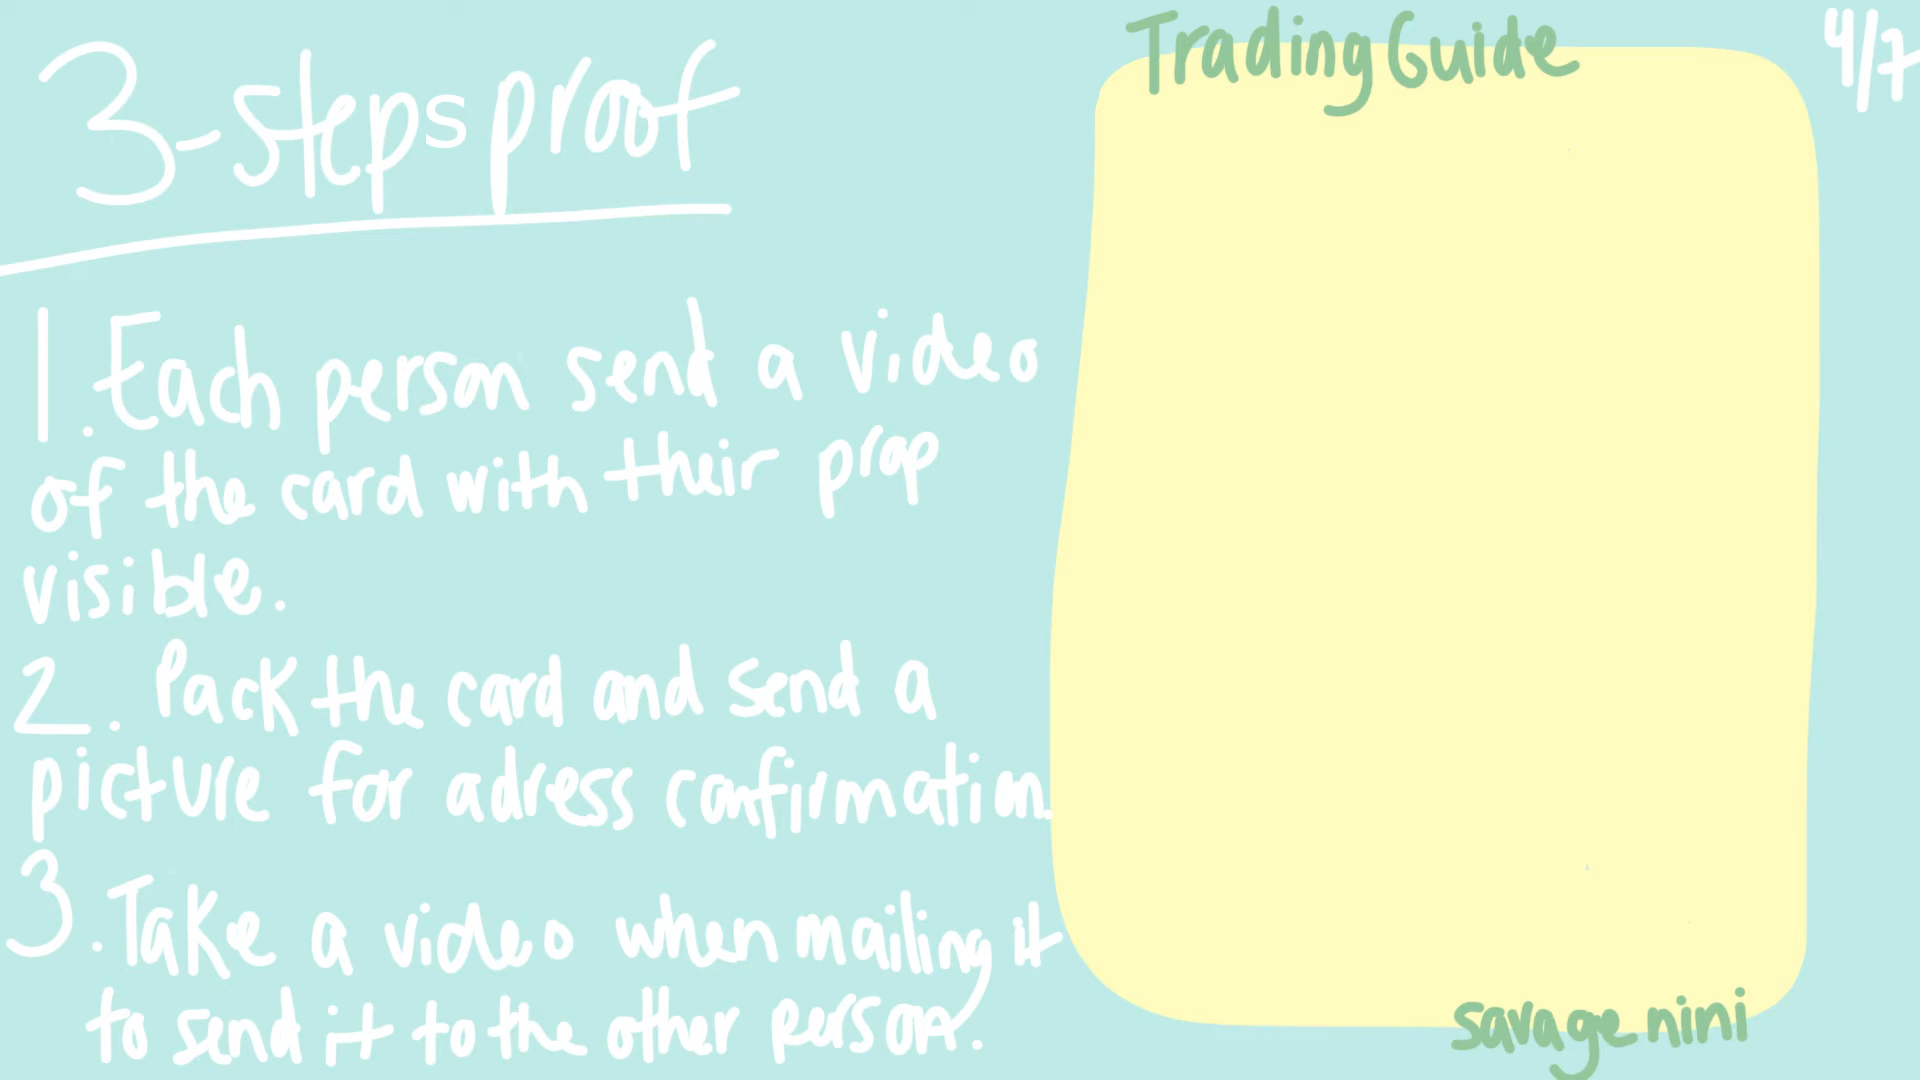 3-steps proof
Trading Guide
4/7
1. Each person send a video
of the card with their prop
visible.
2. Pack the card and send a
picture for adress confirmation.
3. Take a video when mailing it
to send it to the other person.
savage nini